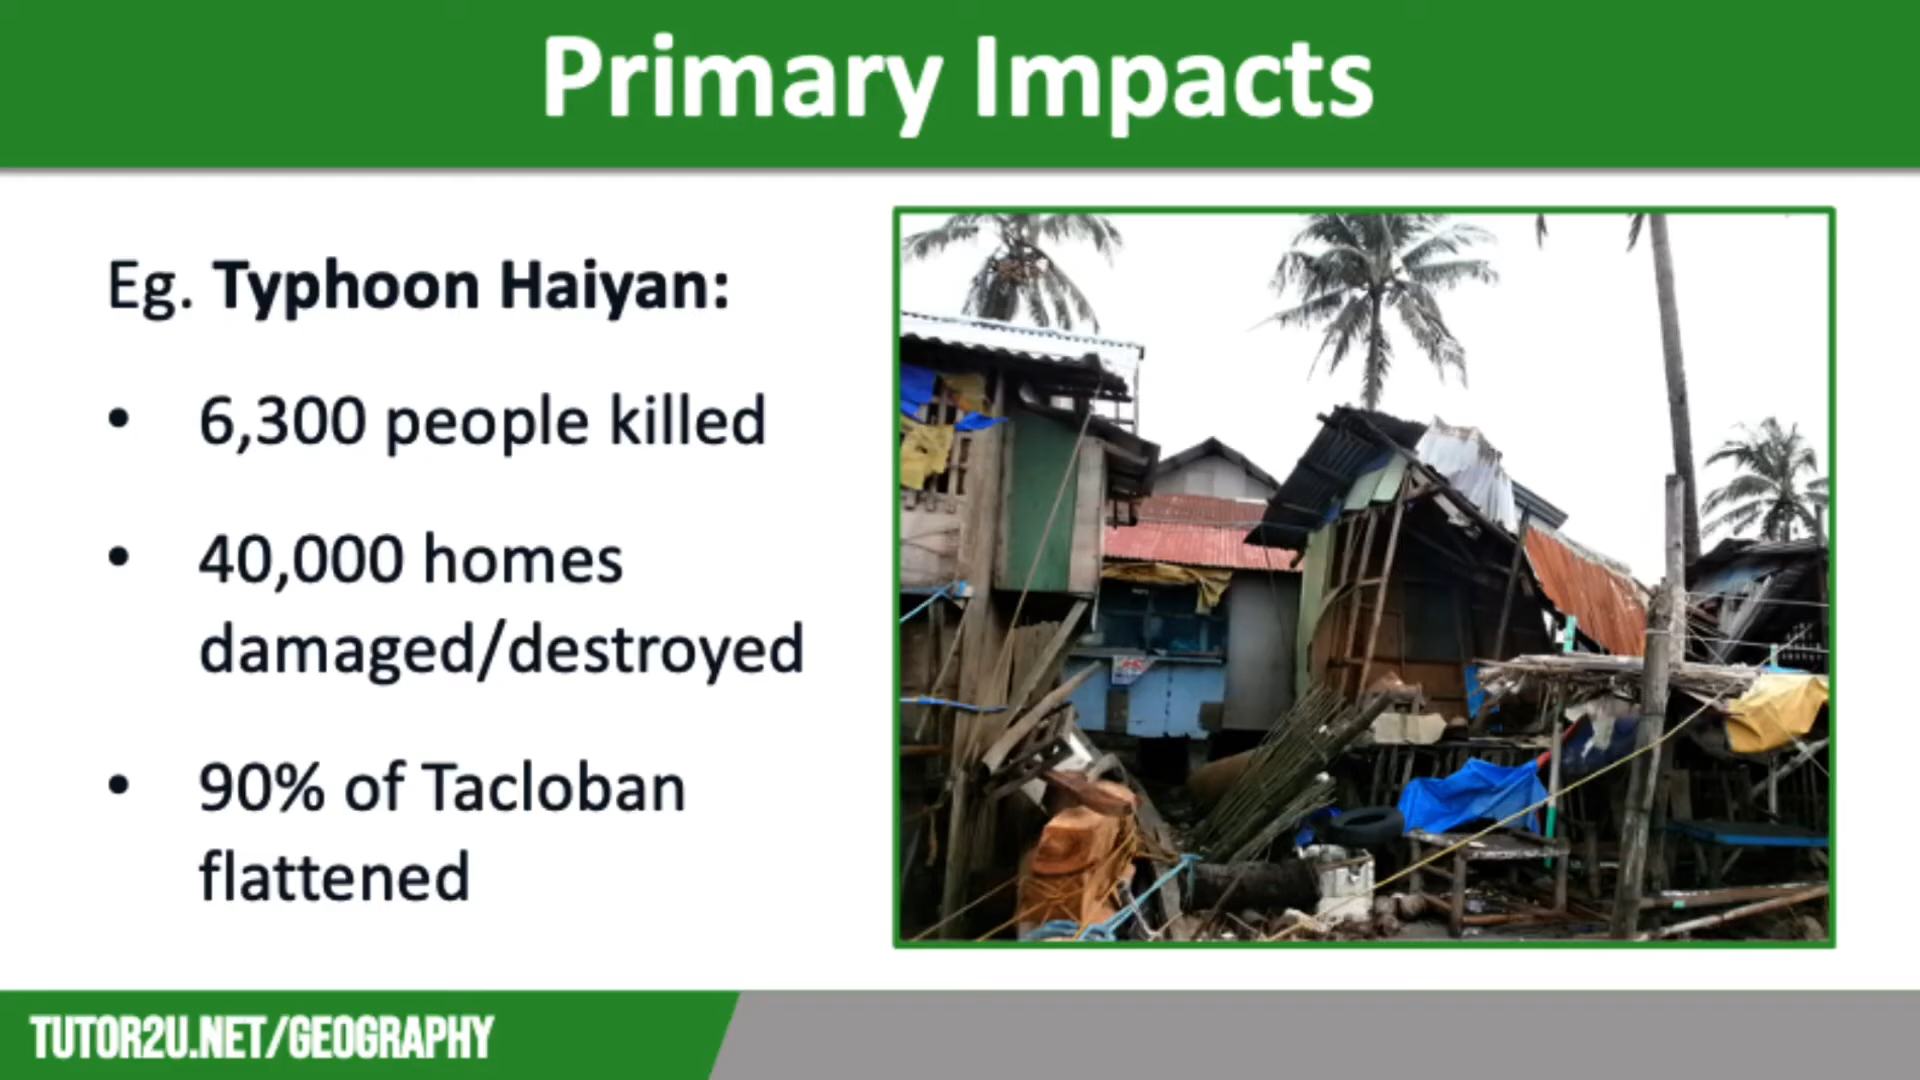 Primary Impacts
Eg. Typhoon Haiyan:
• 6,300 people killed
• 40,000 homes
damaged/destroyed
• 90% of Tacloban
flattened
TUTOR2U.NET/GEOGRAPHY